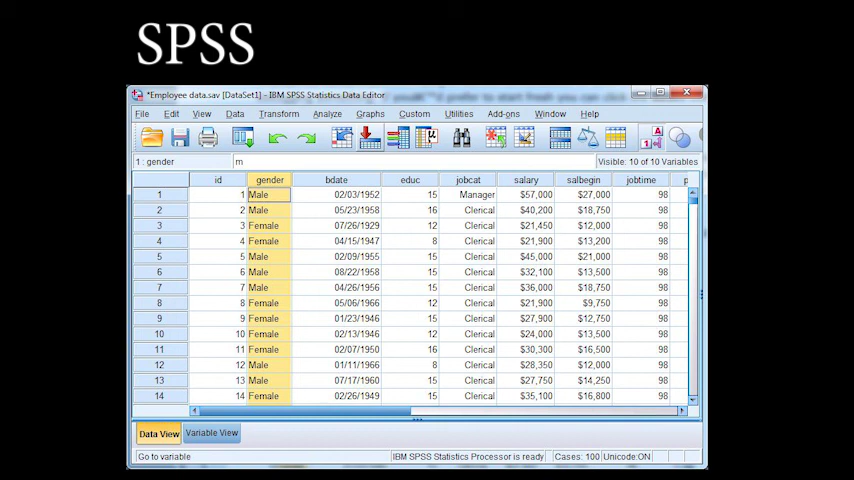 SPSS
*Employee data.sav [DataSet1] - IBM SPSS Statistics Data Editor
File Edit View Data Transform Analyze Graphs Custom Utilities Add-ons Window Help
1 : gender m Visible: 10 of 10 Variables
id gender bdate educ jobcat salary salbegin jobtime p
1 1 Male 02/03/1952 15 Manager $57,000 $27,000 98
2 2 Male 05/23/1958 16 Clerical $40,200 $18,750 98
3 3 Female 07/26/1929 12 Clerical $21,450 $12,000 98
4 4 Female 04/15/1947 8 Clerical $21,900 $13,200 98
5 5 Male 02/09/1955 15 Clerical $45,000 $21,000 98
6 6 Male 08/22/1958 15 Clerical $32,100 $13,500 98
7 7 Male 04/26/1956 15 Clerical $36,000 $18,750 98
8 8 Female 05/06/1966 12 Clerical $21,900 $9,750 98
9 9 Female 01/23/1946 15 Clerical $27,900 $12,750 98
10 10 Female 02/13/1946 12 Clerical $24,000 $13,500 98
11 11 Female 02/07/1950 16 Clerical $30,300 $16,500 98
12 12 Male 01/11/1966 8 Clerical $28,350 $12,000 98
13 13 Male 07/17/1960 15 Clerical $27,750 $14,250 98
14 14 Female 02/26/1949 15 Clerical $35,100 $16,800 98
Data View Variable View
Go to variable IBM SPSS Statistics Processor is ready Cases: 100 Unicode:ON